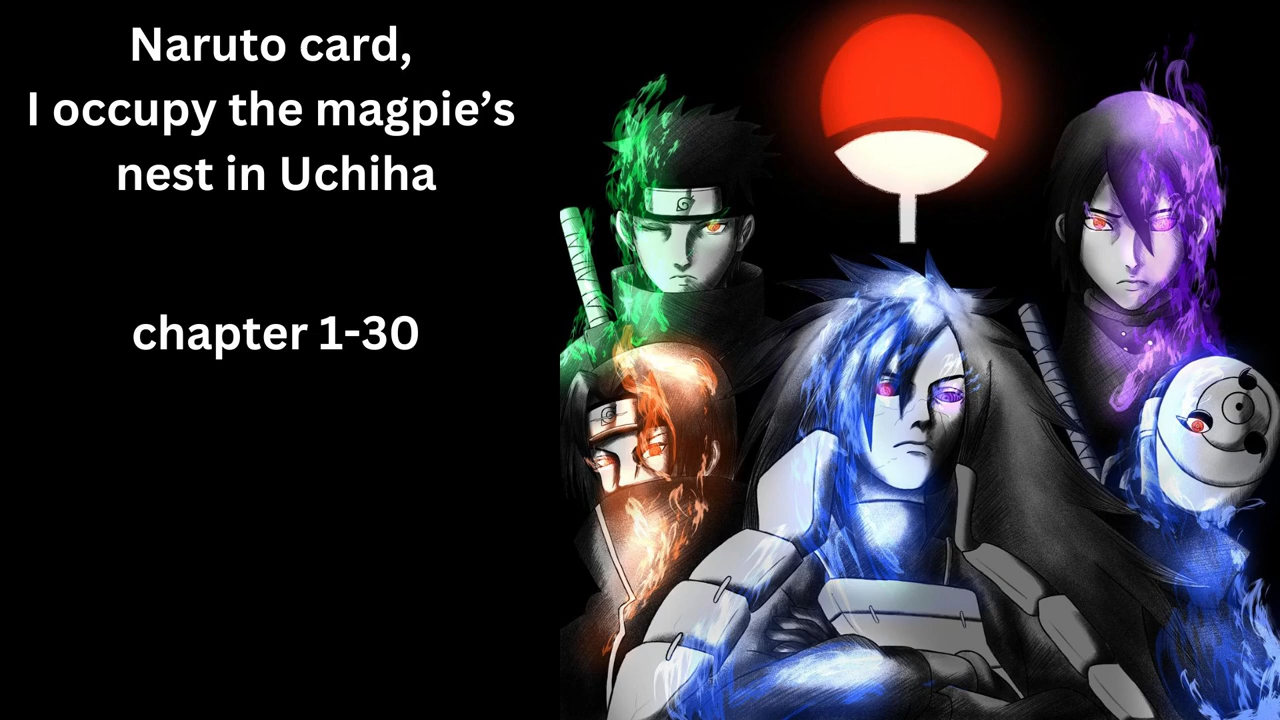 Naruto card,
I occupy the magpie’s
nest in Uchiha
chapter 1-30